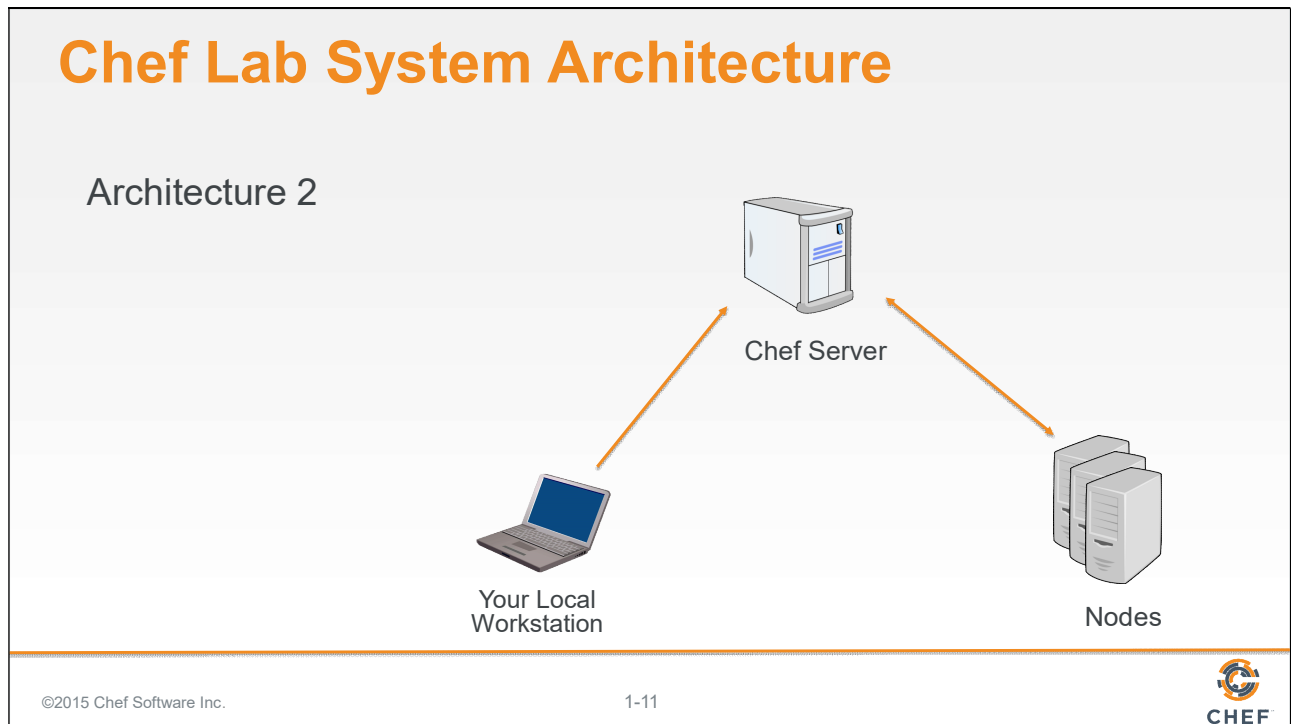 Chef Lab System Architecture
Architecture 2
Chef Server
Your Local
Workstation
Nodes
©2015 Chef Software Inc.
1-11
CHEF